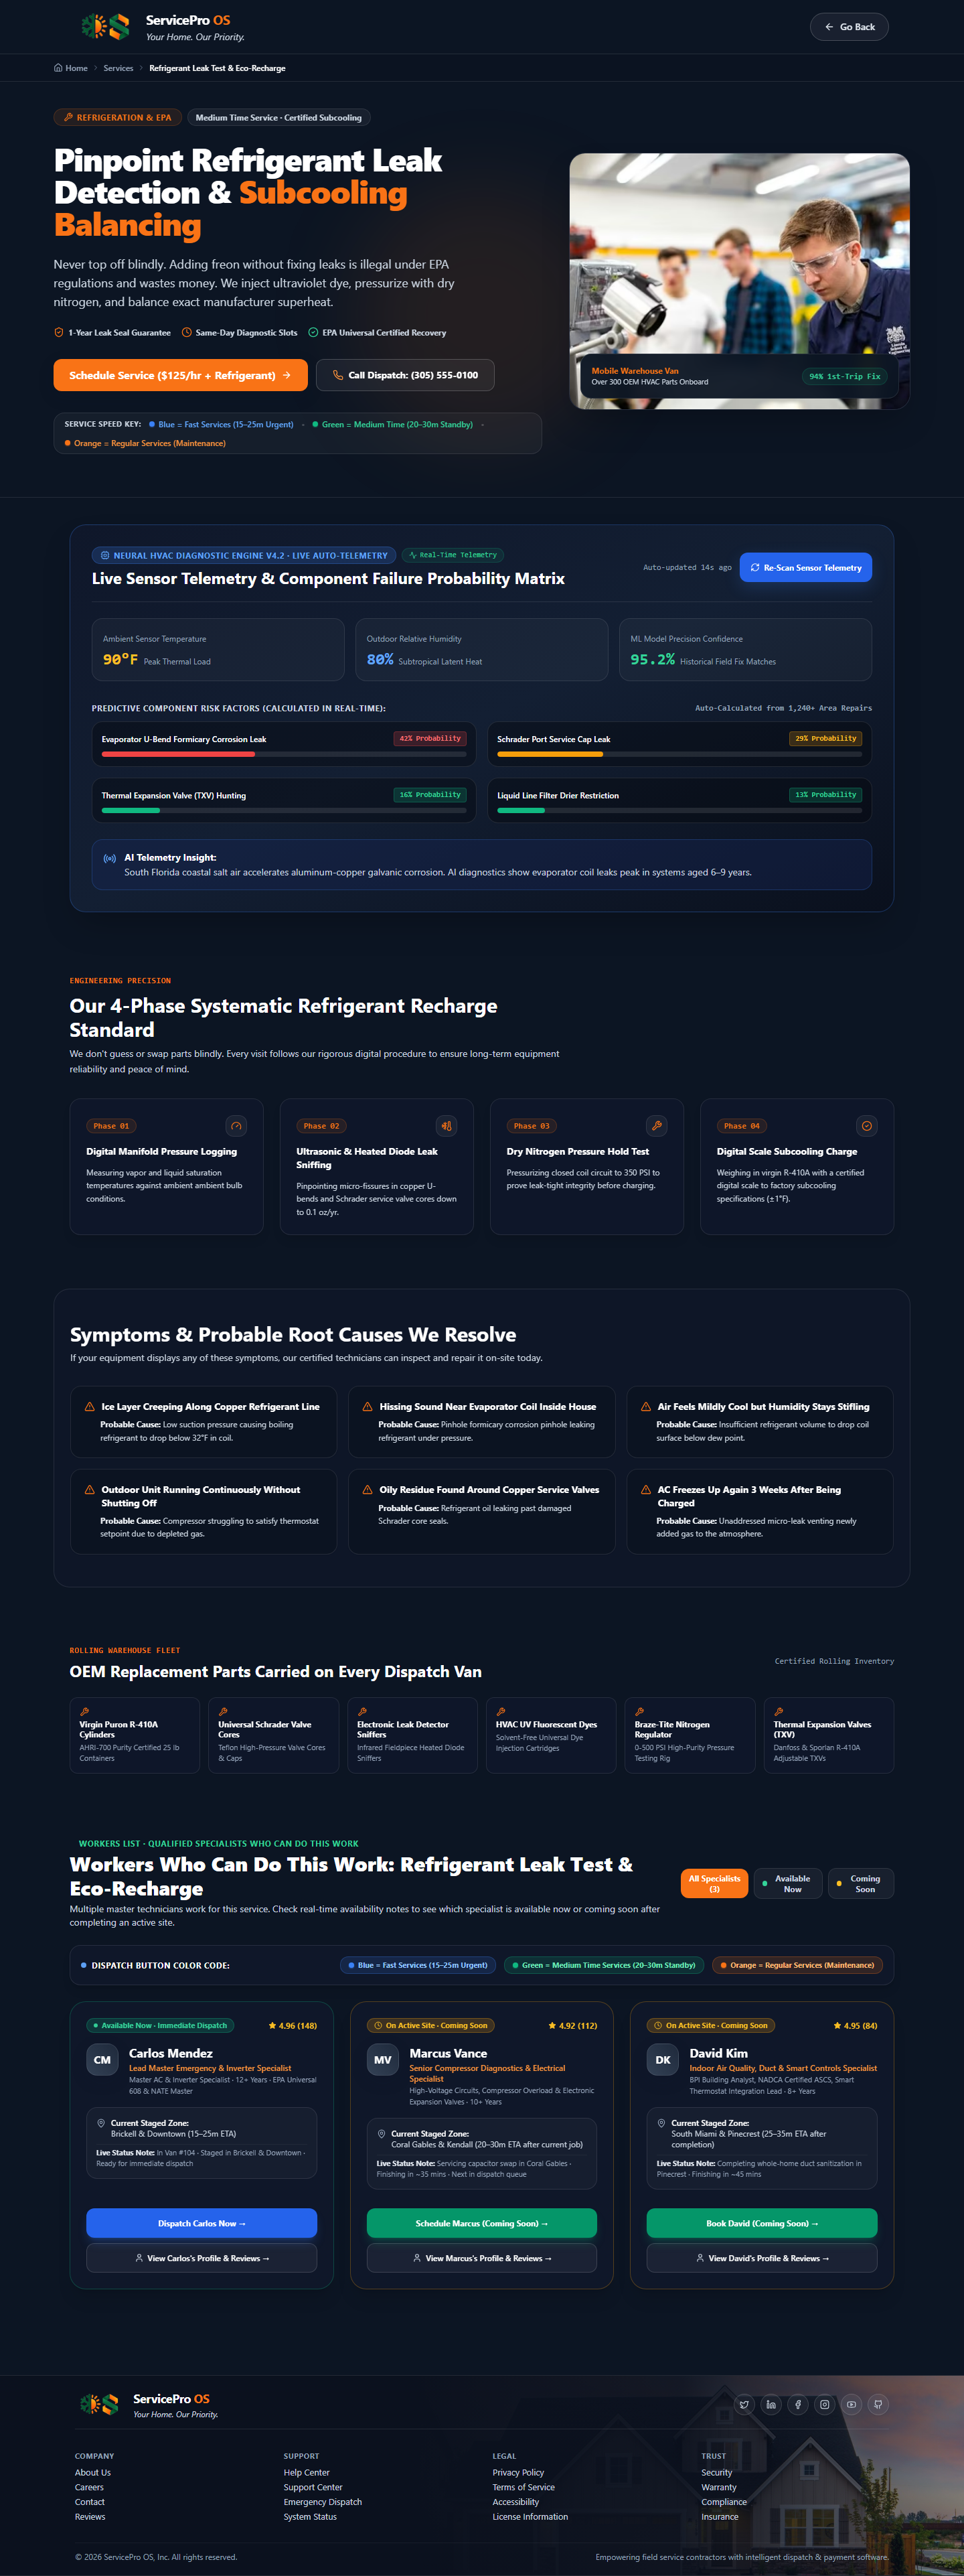 ServicePro OS
Your Home. Our Priority.
Go Back
Home
Services
Refrigerant Leak Test & Eco-Recharge
REFRIGERATION & EPA
Medium Time Service · Certified Subcooling
Pinpoint Refrigerant Leak
Detection & Subcooling
Balancing
Never top off blindly. Adding freon without fixing leaks is illegal under EPA
regulations and wastes money. We inject ultraviolet dye, pressurize with dry
nitrogen, and balance exact manufacturer superheat.
1-Year Leak Seal Guarantee
Same-Day Diagnostic Slots
EPA Universal Certified Recovery
Schedule Service ($125/hr + Refrigerant) →
Call Dispatch: (305) 555-0100
SERVICE SPEED KEY:
Blue = Fast Services (15–25m Urgent)
•
Green = Medium Time (20–30m Standby)
•
Orange = Regular Services (Maintenance)
Mobile Warehouse Van
Over 300 OEM HVAC Parts Onboard
94% 1st-Trip Fix
NEURAL HVAC DIAGNOSTIC ENGINE V4.2 · LIVE AUTO-TELEMETRY
Real-Time Telemetry
Live Sensor Telemetry & Component Failure Probability Matrix
Auto-updated 14s ago
Re-Scan Sensor Telemetry
Ambient Sensor Temperature
90°F Peak Thermal Load
Outdoor Relative Humidity
80% Subtropical Latent Heat
ML Model Precision Confidence
95.2% Historical Field Fix Matches
PREDICTIVE COMPONENT RISK FACTORS (CALCULATED IN REAL-TIME):
Auto-Calculated from 1,240+ Area Repairs
Evaporator U-Bend Formicary Corrosion Leak
42% Probability
Schrader Port Service Cap Leak
29% Probability
Thermal Expansion Valve (TXV) Hunting
16% Probability
Liquid Line Filter Drier Restriction
13% Probability
AI Telemetry Insight:
South Florida coastal salt air accelerates aluminum-copper galvanic corrosion. AI diagnostics show evaporator coil leaks peak in systems aged 6–9 years.
ENGINEERING PRECISION
Our 4-Phase Systematic Refrigerant Recharge
Standard
We don't guess or swap parts blindly. Every visit follows our rigorous digital procedure to ensure long-term equipment
reliability and peace of mind.
Phase 01
Digital Manifold Pressure Logging
Measuring vapor and liquid saturation
temperatures against ambient ambient bulb
conditions.
Phase 02
Ultrasonic & Heated Diode Leak
Sniffing
Pinpointing micro-fissures in copper U-
bends and Schrader service valve cores down
to 0.1 oz/yr.
Phase 03
Dry Nitrogen Pressure Hold Test
Pressurizing closed coil circuit to 350 PSI to
prove leak-tight integrity before charging.
Phase 04
Digital Scale Subcooling Charge
Weighing in virgin R-410A with a certified
digital scale to factory subcooling
specifications (±1°F).
Symptoms & Probable Root Causes We Resolve
If your equipment displays any of these symptoms, our certified technicians can inspect and repair it on-site today.
Ice Layer Creeping Along Copper Refrigerant Line
Probable Cause: Low suction pressure causing boiling
refrigerant to drop below 32°F in coil.
Hissing Sound Near Evaporator Coil Inside House
Probable Cause: Pinhole formicary corrosion pinhole leaking
refrigerant under pressure.
Air Feels Mildly Cool but Humidity Stays Stifling
Probable Cause: Insufficient refrigerant volume to drop coil
surface below dew point.
Outdoor Unit Running Continuously Without
Shutting Off
Probable Cause: Compressor struggling to satisfy thermostat
setpoint due to depleted gas.
Oily Residue Found Around Copper Service Valves
Probable Cause: Refrigerant oil leaking past damaged
Schrader core seals.
AC Freezes Up Again 3 Weeks After Being
Charged
Probable Cause: Unaddressed micro-leak venting newly
added gas to the atmosphere.
ROLLING WAREHOUSE FLEET
OEM Replacement Parts Carried on Every Dispatch Van
Certified Rolling Inventory
Virgin Puron R-410A
Cylinders
AHRI-700 Purity Certified 25 lb
Containers
Universal Schrader Valve
Cores
Teflon High-Pressure Valve Cores
& Caps
Electronic Leak Detector
Sniffers
Infrared Fieldpiece Heated Diode
Sniffers
HVAC UV Fluorescent Dyes
Solvent-Free Universal Dye
Injection Cartridges
Braze-Tite Nitrogen
Regulator
0-500 PSI High-Purity Pressure
Testing Rig
Thermal Expansion Valves
(TXV)
Danfoss & Sporlan R-410A
Adjustable TXVs
WORKERS LIST · QUALIFIED SPECIALISTS WHO CAN DO THIS WORK
Workers Who Can Do This Work: Refrigerant Leak Test &
Eco-Recharge
Multiple master technicians work for this service. Check real-time availability notes to see which specialist is available now or coming soon after
completing an active site.
All Specialists
(3)
Available
Now
Coming
Soon
DISPATCH BUTTON COLOR CODE:
Blue = Fast Services (15–25m Urgent)
Green = Medium Time Services (20–30m Standby)
Orange = Regular Services (Maintenance)
Available Now · Immediate Dispatch
4.96 (148)
CM
Carlos Mendez
Lead Master Emergency & Inverter Specialist
Master AC & Inverter Specialist · 12+ Years · EPA Universal
608 & NATE Master
Current Staged Zone:
Brickell & Downtown (15–25m ETA)
Live Status Note: In Van #104 · Staged in Brickell & Downtown ·
Ready for immediate dispatch
Dispatch Carlos Now →
View Carlos's Profile & Reviews →
On Active Site · Coming Soon
4.92 (112)
MV
Marcus Vance
Senior Compressor Diagnostics & Electrical
Specialist
High-Voltage Circuits, Compressor Overload & Electronic
Expansion Valves · 10+ Years
Current Staged Zone:
Coral Gables & Kendall (20–30m ETA after current job)
Live Status Note: Servicing capacitor swap in Coral Gables ·
Finishing in ~35 mins · Next in dispatch queue
Schedule Marcus (Coming Soon) →
View Marcus's Profile & Reviews →
On Active Site · Coming Soon
4.95 (84)
DK
David Kim
Indoor Air Quality, Duct & Smart Controls Specialist
BPI Building Analyst, NADCA Certified ASCS, Smart
Thermostat Integration Lead · 8+ Years
Current Staged Zone:
South Miami & Pinecrest (25–35m ETA after
completion)
Live Status Note: Completing whole-home duct sanitization in
Pinecrest · Finishing in ~45 mins
Book David (Coming Soon) →
View David's Profile & Reviews →
ServicePro OS
Your Home. Our Priority.
COMPANY
About Us
Careers
Contact
Reviews
SUPPORT
Help Center
Support Center
Emergency Dispatch
System Status
LEGAL
Privacy Policy
Terms of Service
Accessibility
License Information
TRUST
Security
Warranty
Compliance
Insurance
© 2026 ServicePro OS, Inc. All rights reserved.
Empowering field service contractors with intelligent dispatch & payment software.